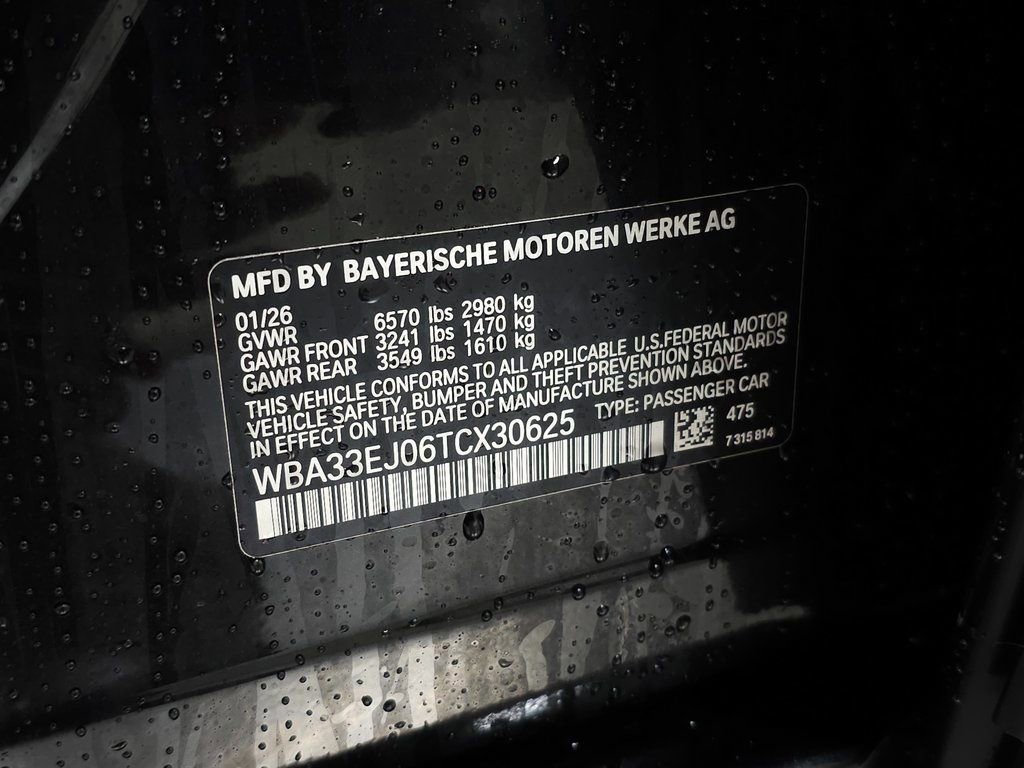 MFD BY BAYERISCHE MOTOREN WERKE AG
01/26
GVWR 6570 lbs 2980 kg
GAWR FRONT 3241 lbs 1470 kg
GAWR REAR 3549 lbs 1610 kg
THIS VEHICLE CONFORMS TO ALL APPLICABLE U.S.FEDERAL MOTOR
VEHICLE SAFETY, BUMPER AND THEFT PREVENTION STANDARDS
IN EFFECT ON THE DATE OF MANUFACTURE SHOWN ABOVE.
WBA33EJ06TCX30625 TYPE: PASSENGER CAR
475
7 315 814